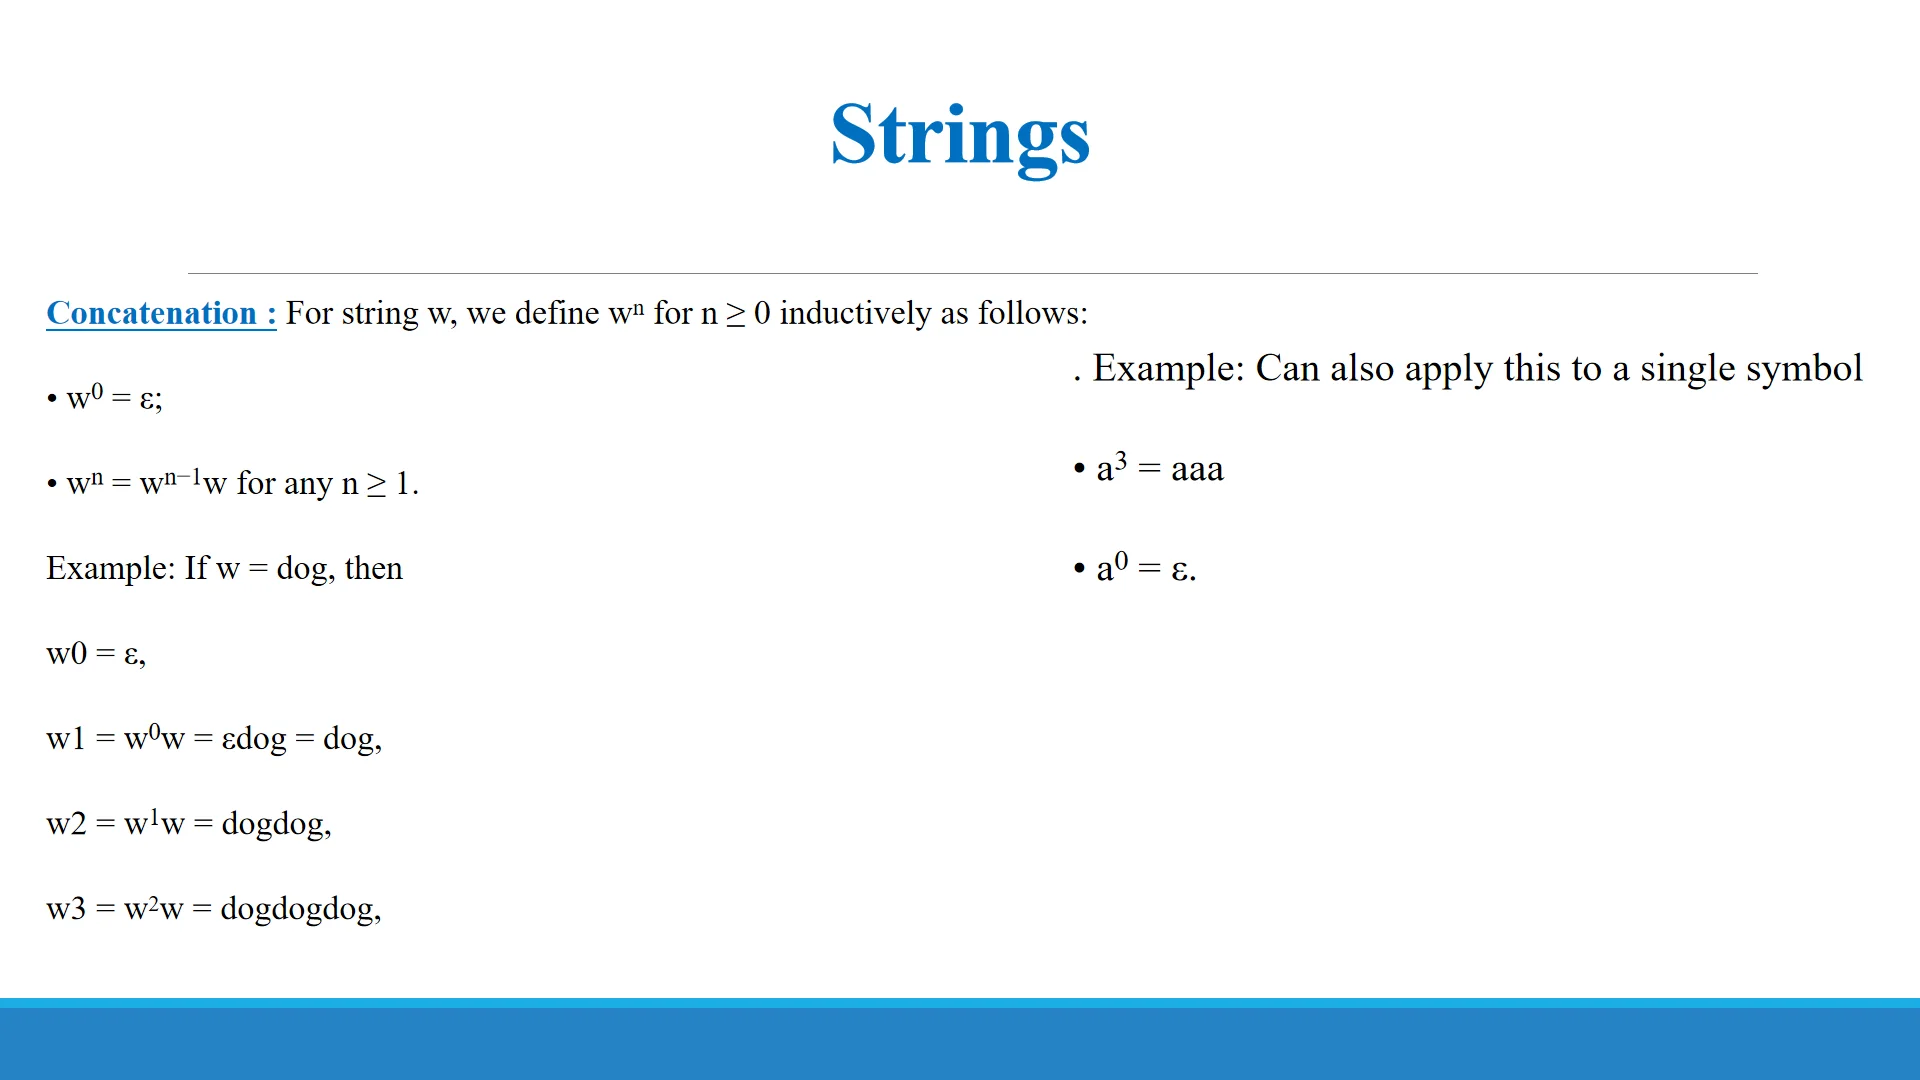 Strings
Concatenation : For string w, we define wⁿ for n ≥ 0 inductively as follows:
• w⁰ = ε;
• wⁿ = wⁿ⁻¹w for any n ≥ 1.
Example: If w = dog, then
w0 = ε,
w1 = w⁰w = εdog = dog,
w2 = w¹w = dogdog,
w3 = w²w = dogdogdog,
. Example: Can also apply this to a single symbol
• a³ = aaa
• a⁰ = ε.